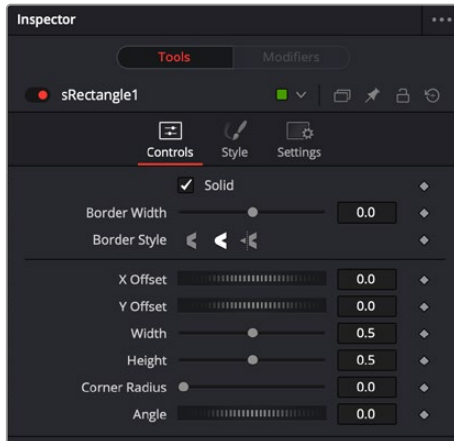 Inspector
Tools Modifiers
sRectangle1
Controls Style Settings
Solid
Border Width 0.0
Border Style
X Offset 0.0
Y Offset 0.0
Width 0.5
Height 0.5
Corner Radius 0.0
Angle 0.0